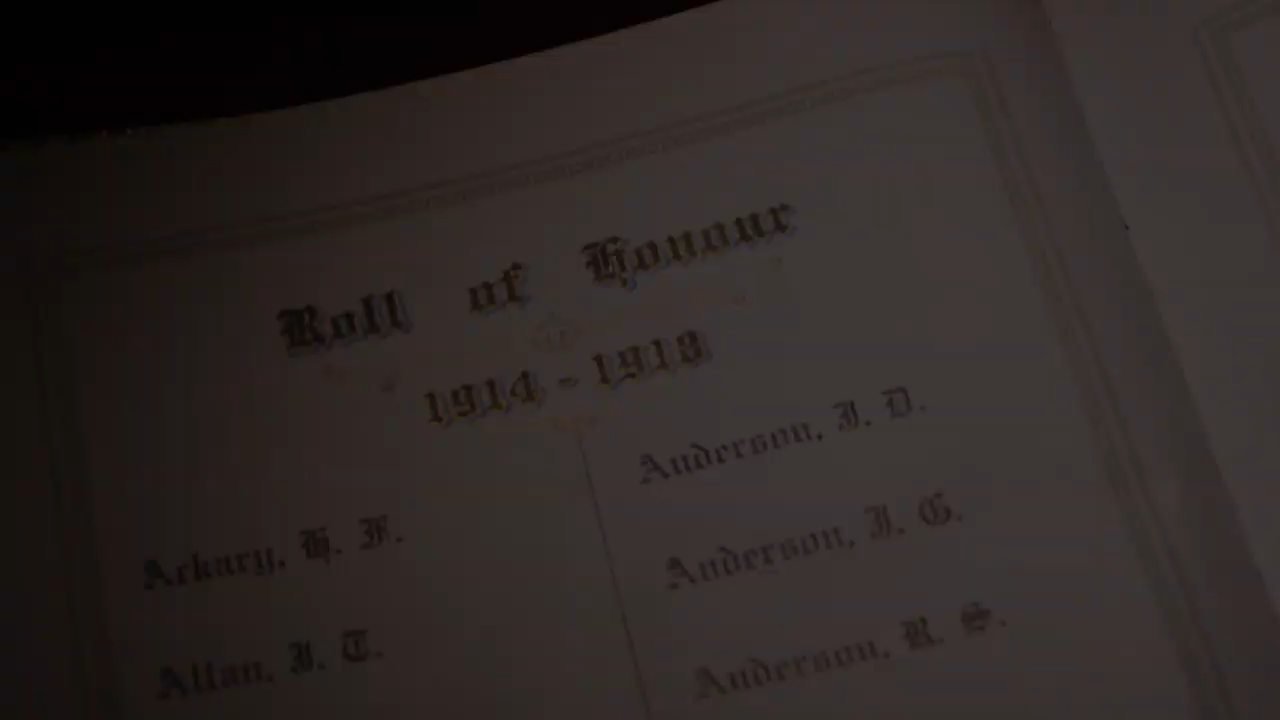 Roll of Honour
1914 - 1918
Ackary, H. F.
Allan, J. T.
Anderson, J. D.
Anderson, J. G.
Anderson, R. S.